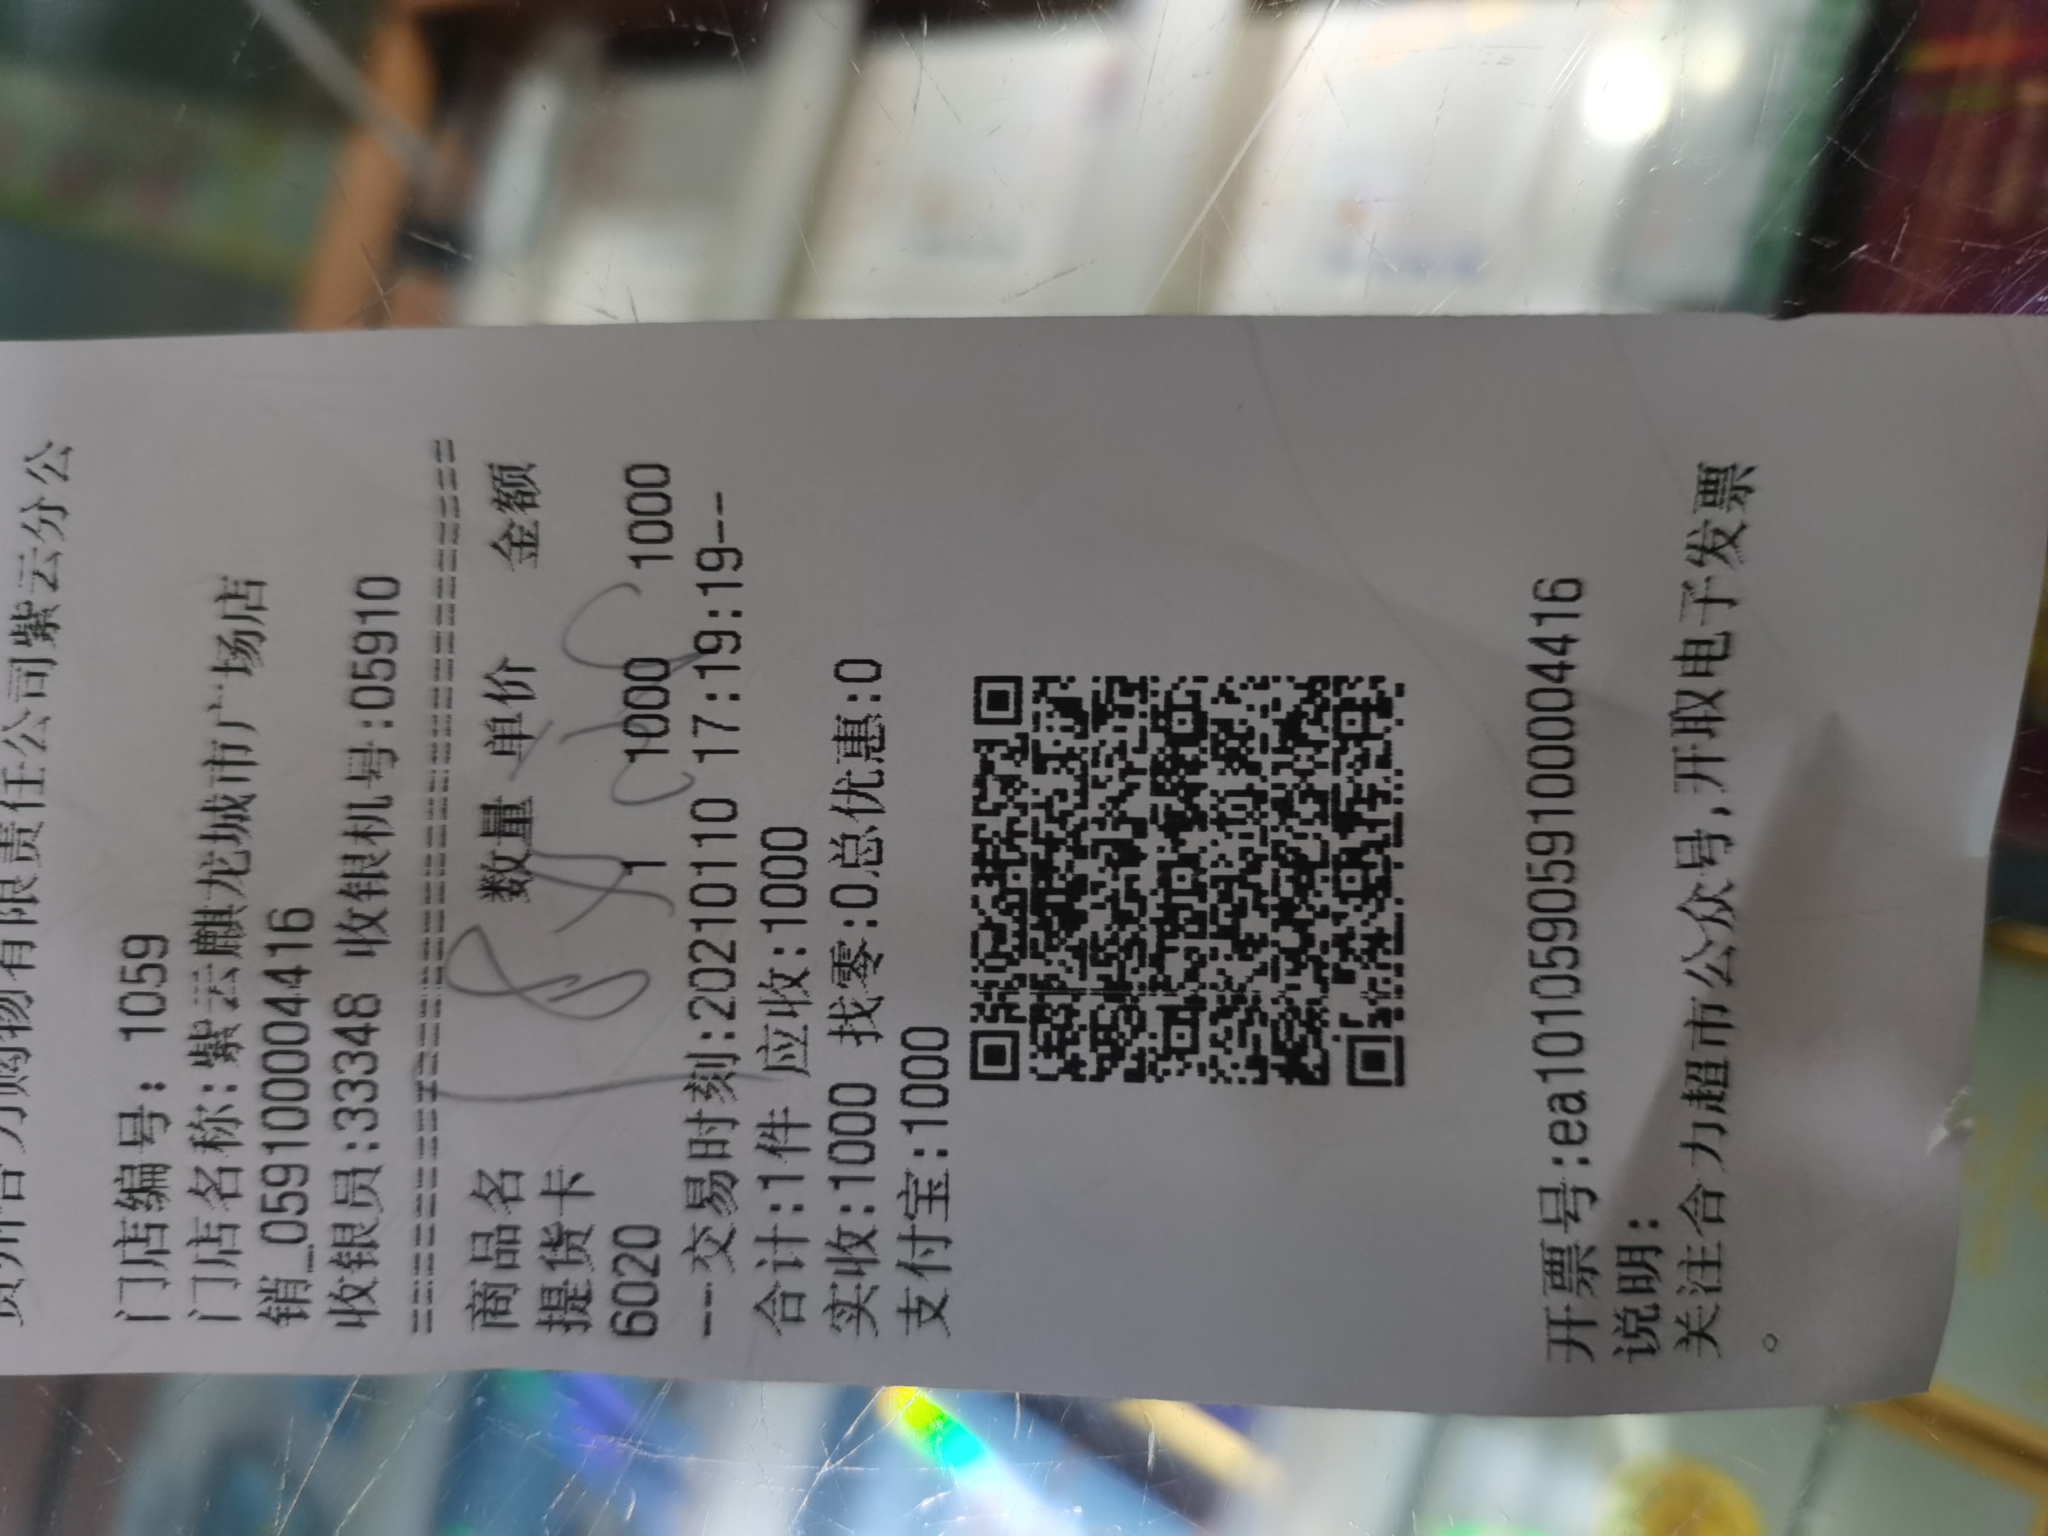 贵州合力购物有限责任公司紫云分公
门店编号: 1059
门店名称:紫云麒龙城市广场店
销_05910004416
收银员:33348 收银机号:05910
================================
商品名 数量 单价 金额
提货卡
6020 1 1000 1000
---交易时刻:20210110 17:19:19--
合计:1件 应收:1000
实收:1000 找零:0总优惠:0
支付宝:1000
开票号:ea101059059100004416
说明:
关注合力超市公众号,开取电子发票
。